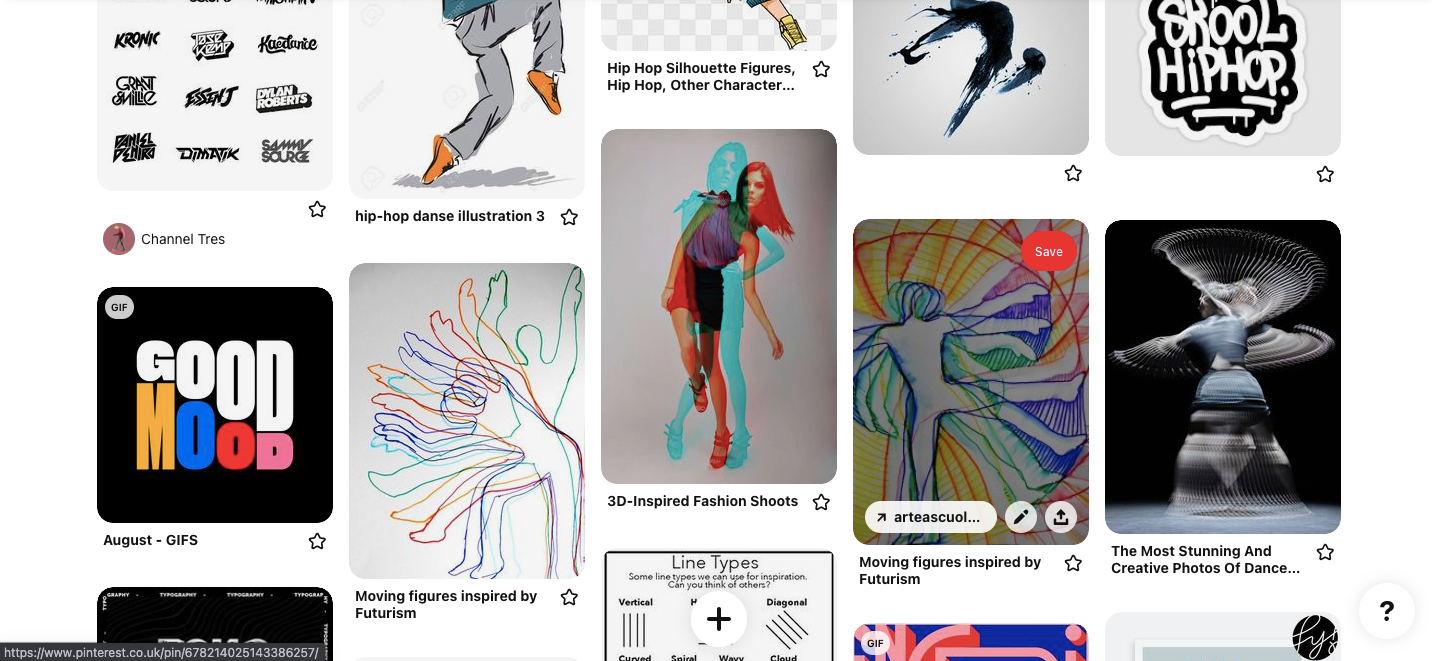 KRONIC
TOSE
KEMP
Kaedance
GRANT
SMILLIE
ESSENJ
DYLAN
ROBERTS
DANIEL
DIMATIK
SAMMY
SOURCE
Channel Tres
GIF
GOOD
MOOD
August - GIFS
TYPOGRAPHY
TYPOGRAPHY
TYPOGRAPHY
hip-hop danse illustration 3
Moving figures inspired by
Futurism
Hip Hop Silhouette Figures,
Hip Hop, Other Character...
3D-Inspired Fashion Shoots
Line Types
Some line types we can use for inspiration.
Can you think of others?
Vertical
Diagonal
Curved
Spiral
Wavy
Cloud
Save
arteascuol...
Moving figures inspired by
Futurism
GIF
SKOOL
HIPHOP.
The Most Stunning And
Creative Photos Of Dance...
?
https://www.pinterest.co.uk/pin/678214025143386257/